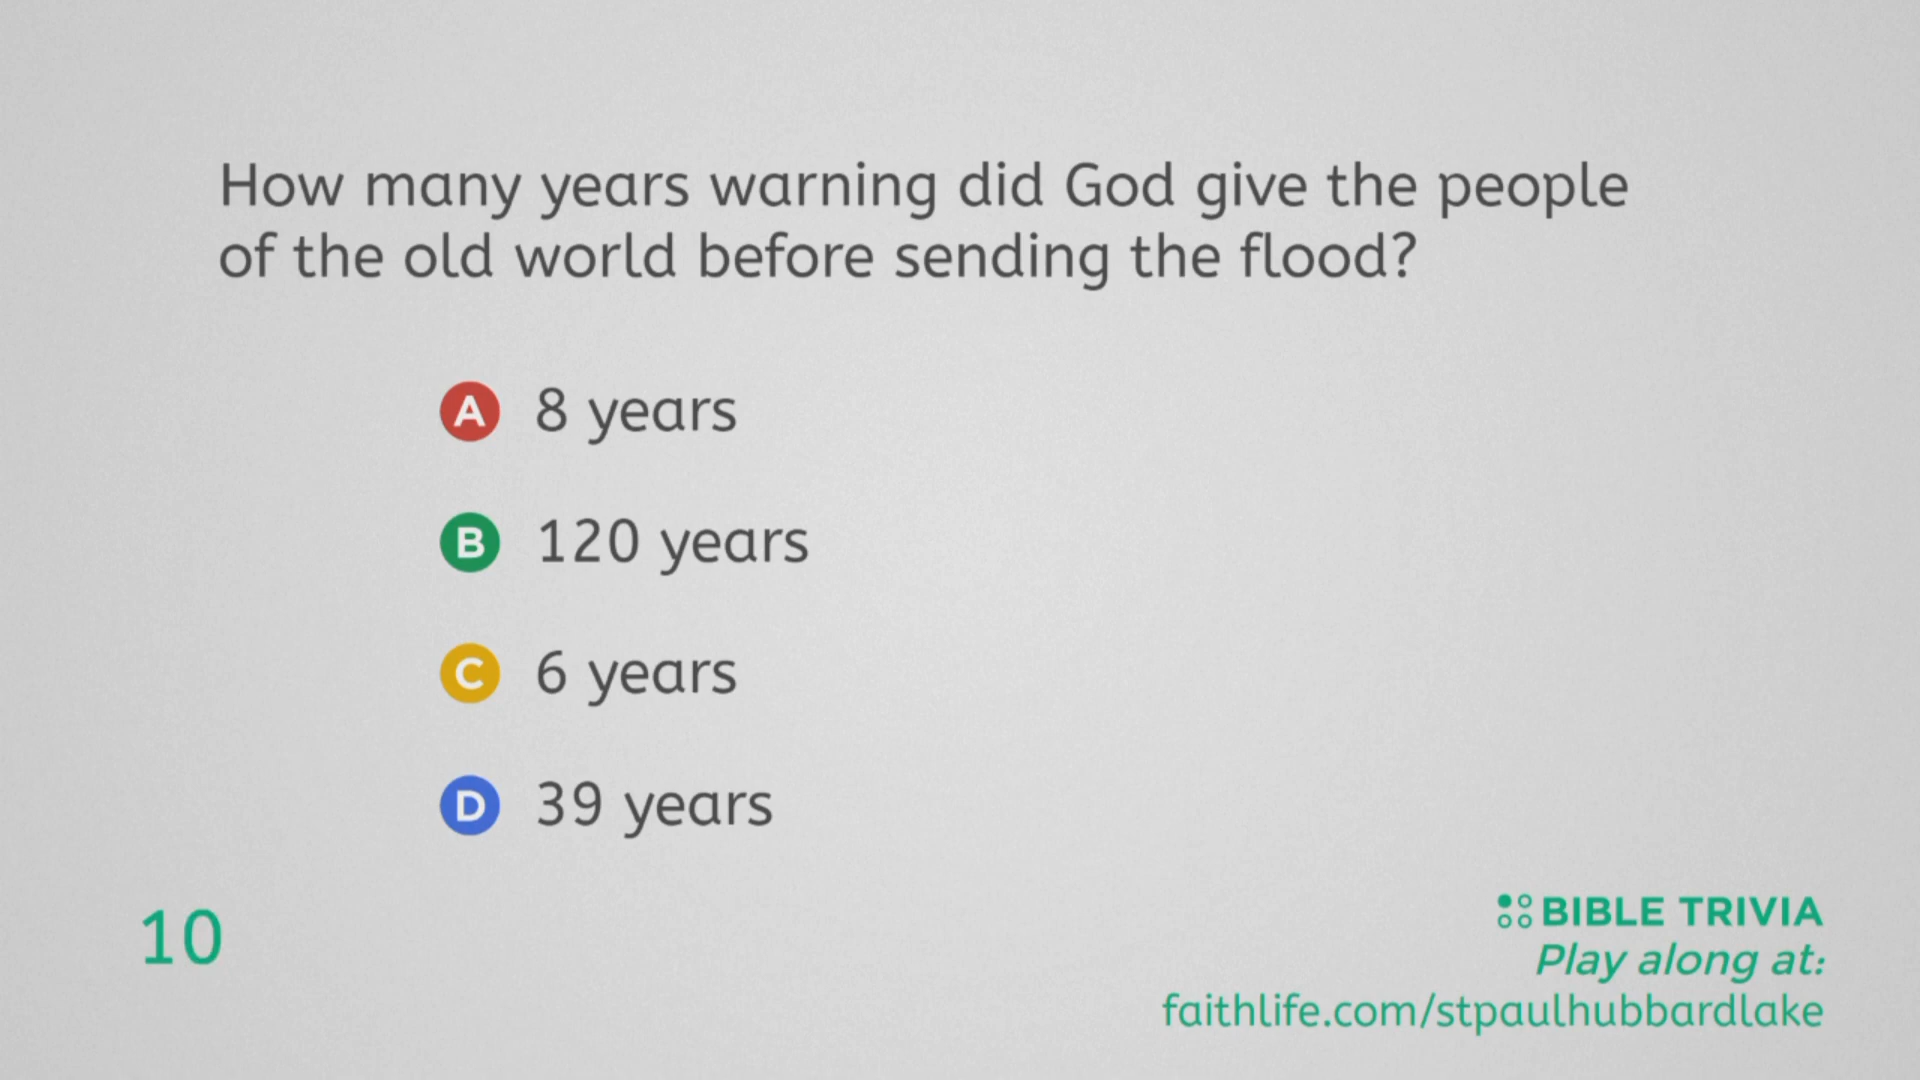 How many years warning did God give the people
of the old world before sending the flood?
A 8 years
B 120 years
C 6 years
D 39 years
10
BIBLE TRIVIA
Play along at:
faithlife.com/stpaulhubbardlake